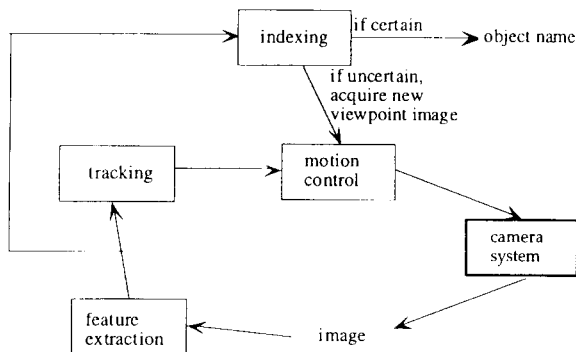 indexing
if certain
object name
if uncertain,
acquire new
viewpoint image
tracking
motion
control
camera
system
feature
extraction
image